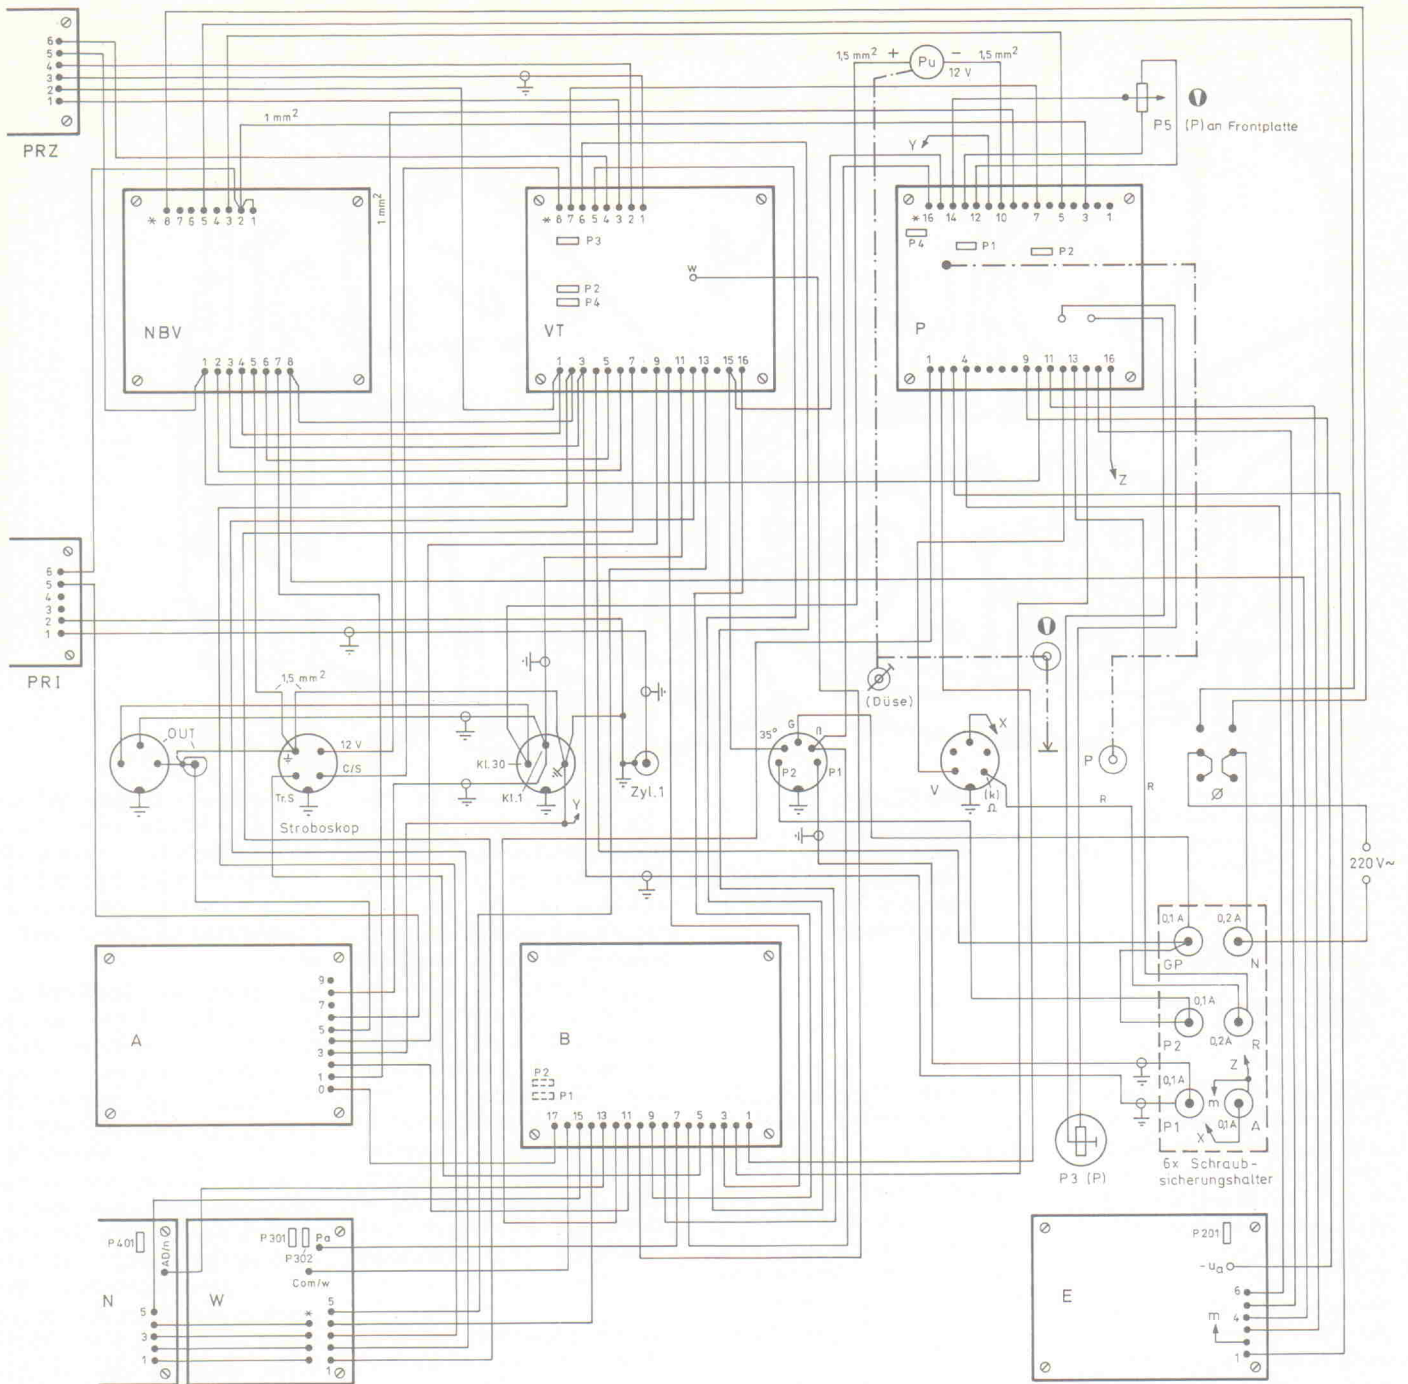 6
5
4
3
2
1
PRZ
1 mm²
1,5 mm² + Pu – 1,5 mm²
12 V
P5 (P) an Frontplatte
Y
1 mm²
* 8 7 6 5 4 3 2 1
NBV
1 2 3 4 5 6 7 8
* 8 7 6 5 4 3 2 1
P3
w
P2
P4
VT
1 3 5 7 9 11 13 15 16
* 16 14 12 10 7 5 3 1
P4
P1
P2
P
1 4 9 11 13 16
Z
6
5
4
3
2
1
PRI
1,5 mm²
OUT
12 V
C/S
Tr.S
Stroboskop
Kl.30
Kl.1
Y
Zyl.1
(Düse)
35°
G
n
P2
P1
X
V
(k)
Ω
P
R
R
Ø
220 V~
0,1 A
0,2 A
GP
N
0,1A
P2
0,2A
R
Z
0,1A
m
P1
0,1A
A
X
6x Schraub-
sicherungshalter
P3 (P)
A
9
7
5
3
1
0
B
P2
P1
17 15 13 11 9 7 5 3 1
P401
AD/n
N
5
3
1
P301
P302
Pa
Com/w
W
*
5
1
P201
-ua
E
6
4
m
1